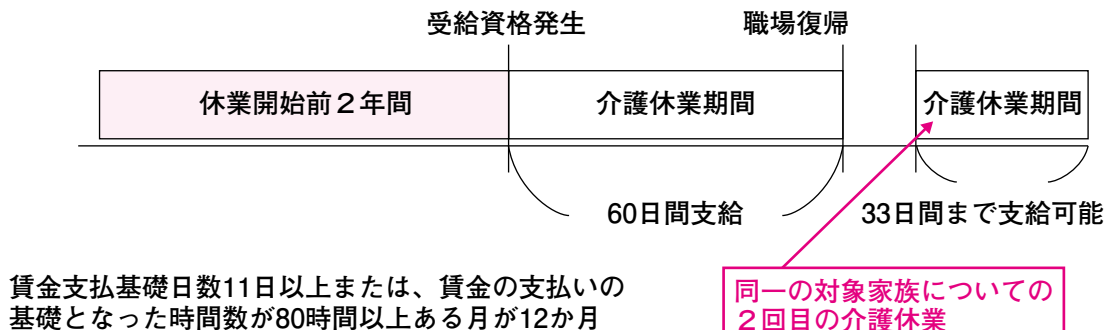 受給資格発生
職場復帰
休業開始前２年間
介護休業期間
介護休業期間
60日間支給
33日間まで支給可能
賃金支払基礎日数11日以上または、賃金の支払いの
基礎となった時間数が80時間以上ある月が12か月
同一の対象家族についての
２回目の介護休業